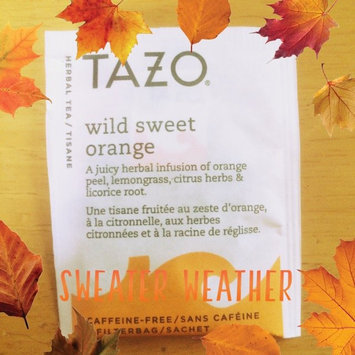 TAZO®
HERBAL TEA / TISANE
wild sweet
orange
A juicy herbal infusion of orange
peel, lemongrass, citrus herbs &
licorice root.
Une tisane fruitée au zeste d'orange,
à la citronnelle, aux herbes
citronnées et à la racine de réglisse.
SWEATER WEATHER
CAFFEINE-FREE/SANS CAFÉINE
FILTERBAG/SACHET